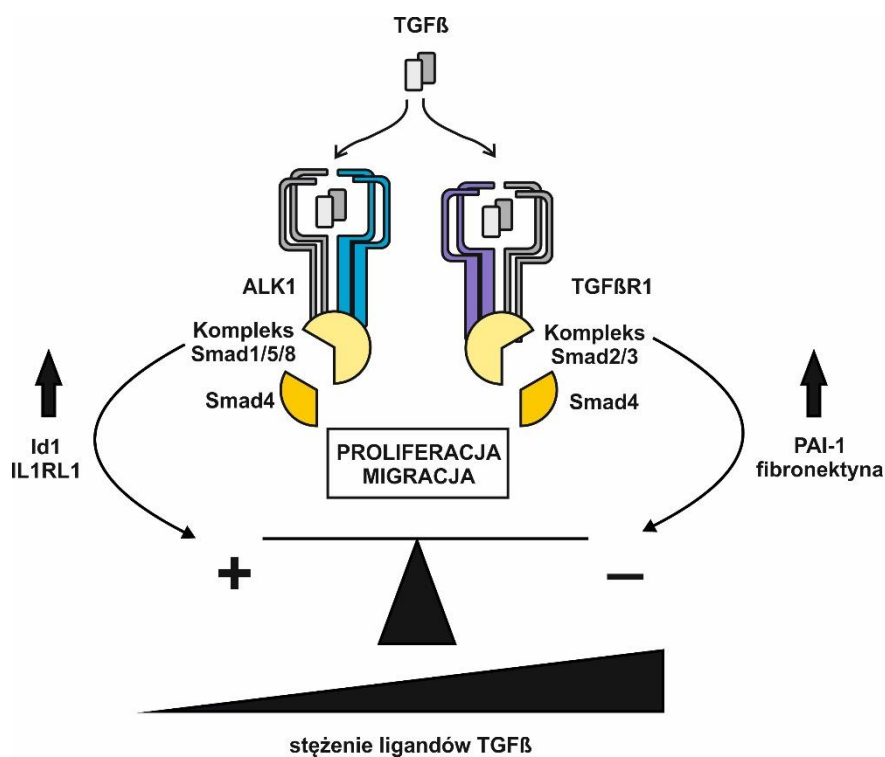 TGFß
ALK1
TGFßR1
Kompleks
Smad1/5/8
Kompleks
Smad2/3
Smad4
Smad4
Id1
IL1RL1
PAI-1
fibronektyna
PROLIFERACJA
MIGRACJA
+
–
stężenie ligandów TGFß